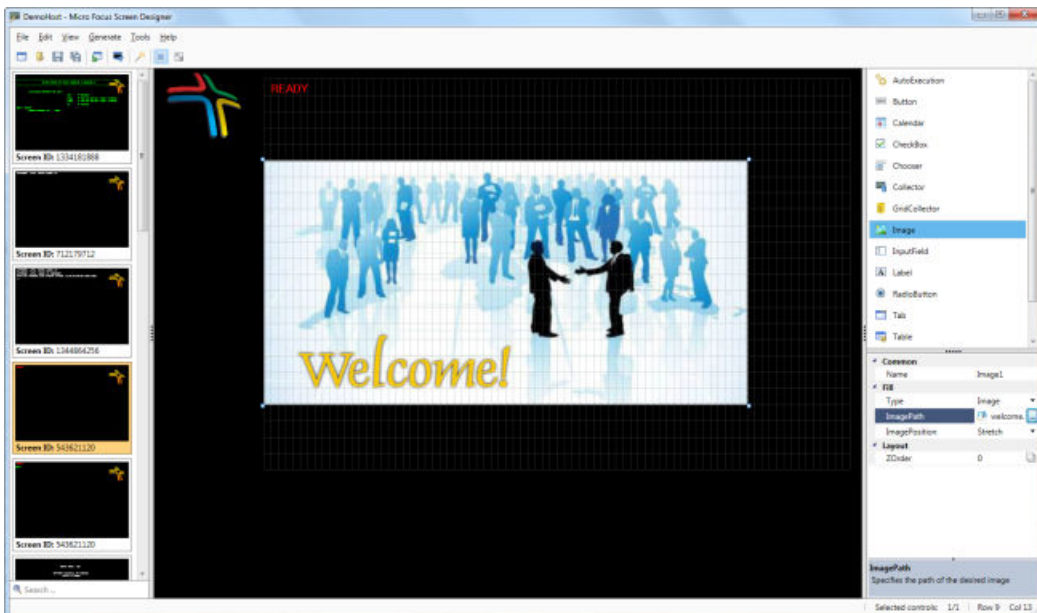 DemoHost - Micro Focus Screen Designer
File Edit View Generate Tools Help
Screen ID: 1334181868
Screen ID: 712179712
Screen ID: 1344664256
Screen ID: 543621120
Screen ID: 543621120
Search...
READY
Welcome!
AutoExecution
Button
Calendar
CheckBox
Chooser
Collector
GridCollector
Image
InputField
Label
RadioButton
Tab
Table
Common
Name Image1
Fill
Type Image
ImagePath welcome.
ImagePosition Stretch
Layout
ZOrder 0
ImagePath
Specifies the path of the desired image
Selected controls: 1/1 Row 9 Col 13